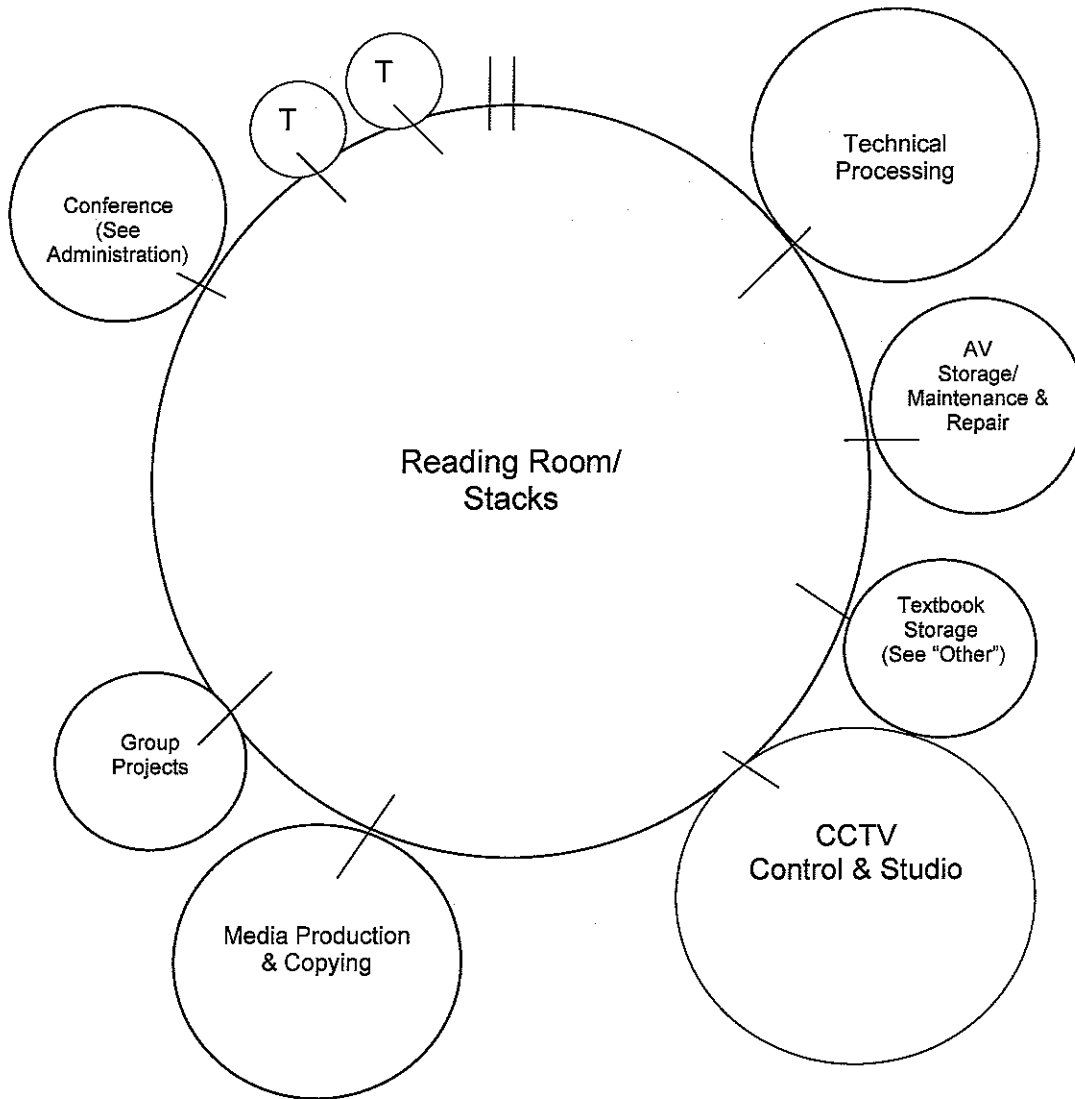 T
T
Technical
Processing
Conference
(See
Administration)
AV
Storage/
Maintenance &
Repair
Reading Room/
Stacks
Textbook
Storage
(See “Other”)
Group
Projects
CCTV
Control & Studio
Media Production
& Copying